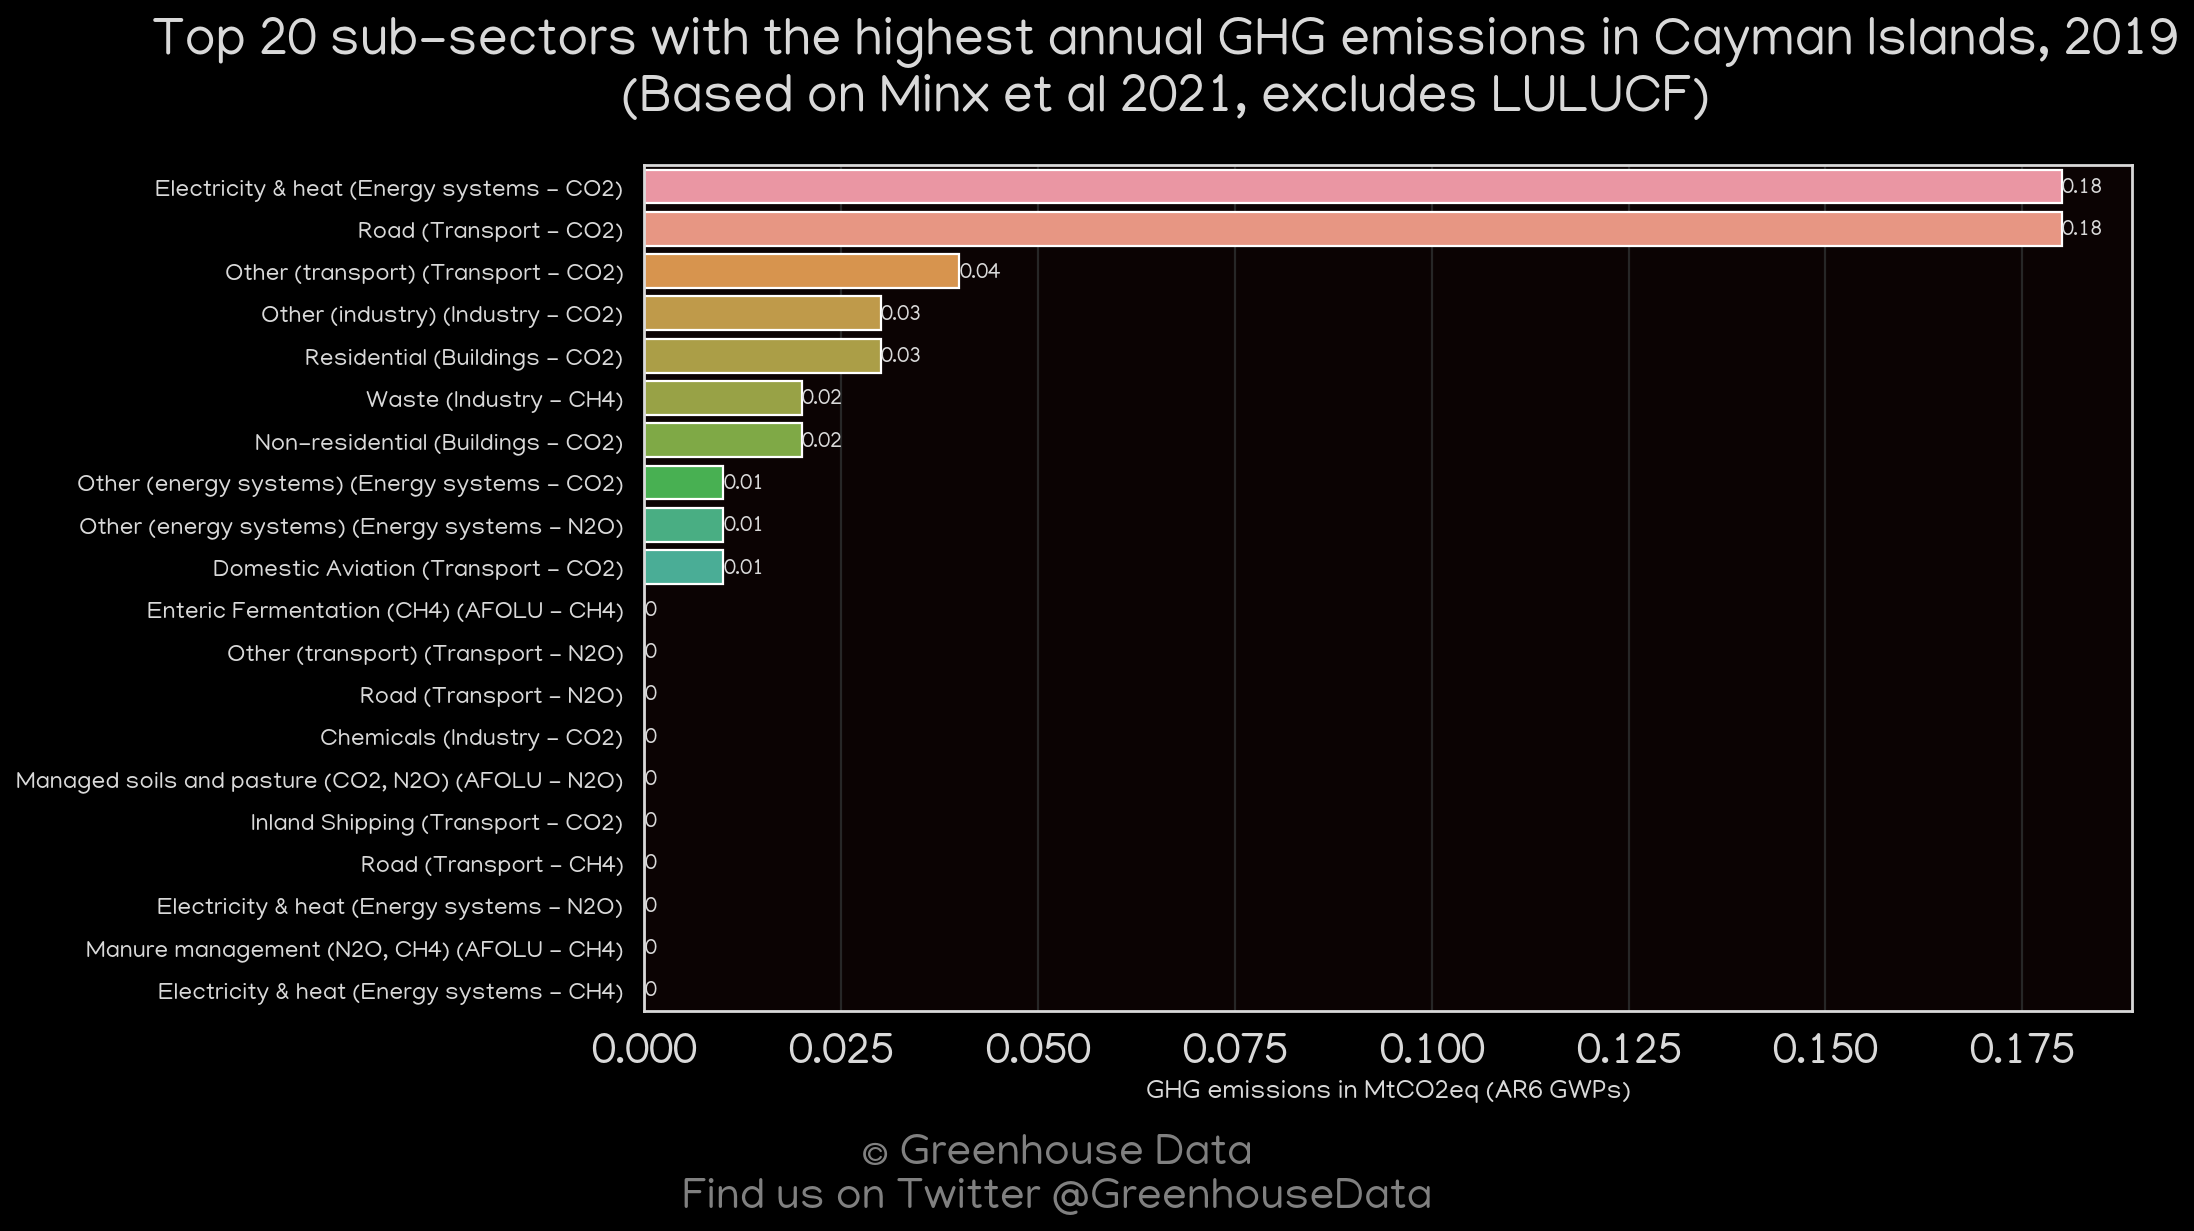 Top 20 sub-sectors with the highest annual GHG emissions in Cayman Islands, 2019
(Based on Minx et al 2021, excludes LULUCF)
Electricity & heat (Energy systems - CO2) 0.18
Road (Transport - CO2) 0.18
Other (transport) (Transport - CO2) 0.04
Other (industry) (Industry - CO2) 0.03
Residential (Buildings - CO2) 0.03
Waste (Industry - CH4) 0.02
Non-residential (Buildings - CO2) 0.02
Other (energy systems) (Energy systems - CO2) 0.01
Other (energy systems) (Energy systems - N2O) 0.01
Domestic Aviation (Transport - CO2) 0.01
Enteric Fermentation (CH4) (AFOLU - CH4) 0
Other (transport) (Transport - N2O) 0
Road (Transport - N2O) 0
Chemicals (Industry - CO2) 0
Managed soils and pasture (CO2, N2O) (AFOLU - N2O) 0
Inland Shipping (Transport - CO2) 0
Road (Transport - CH4) 0
Electricity & heat (Energy systems - N2O) 0
Manure management (N2O, CH4) (AFOLU - CH4) 0
Electricity & heat (Energy systems - CH4) 0
0.000 0.025 0.050 0.075 0.100 0.125 0.150 0.175
GHG emissions in MtCO2eq (AR6 GWPs)
© Greenhouse Data
Find us on Twitter @GreenhouseData